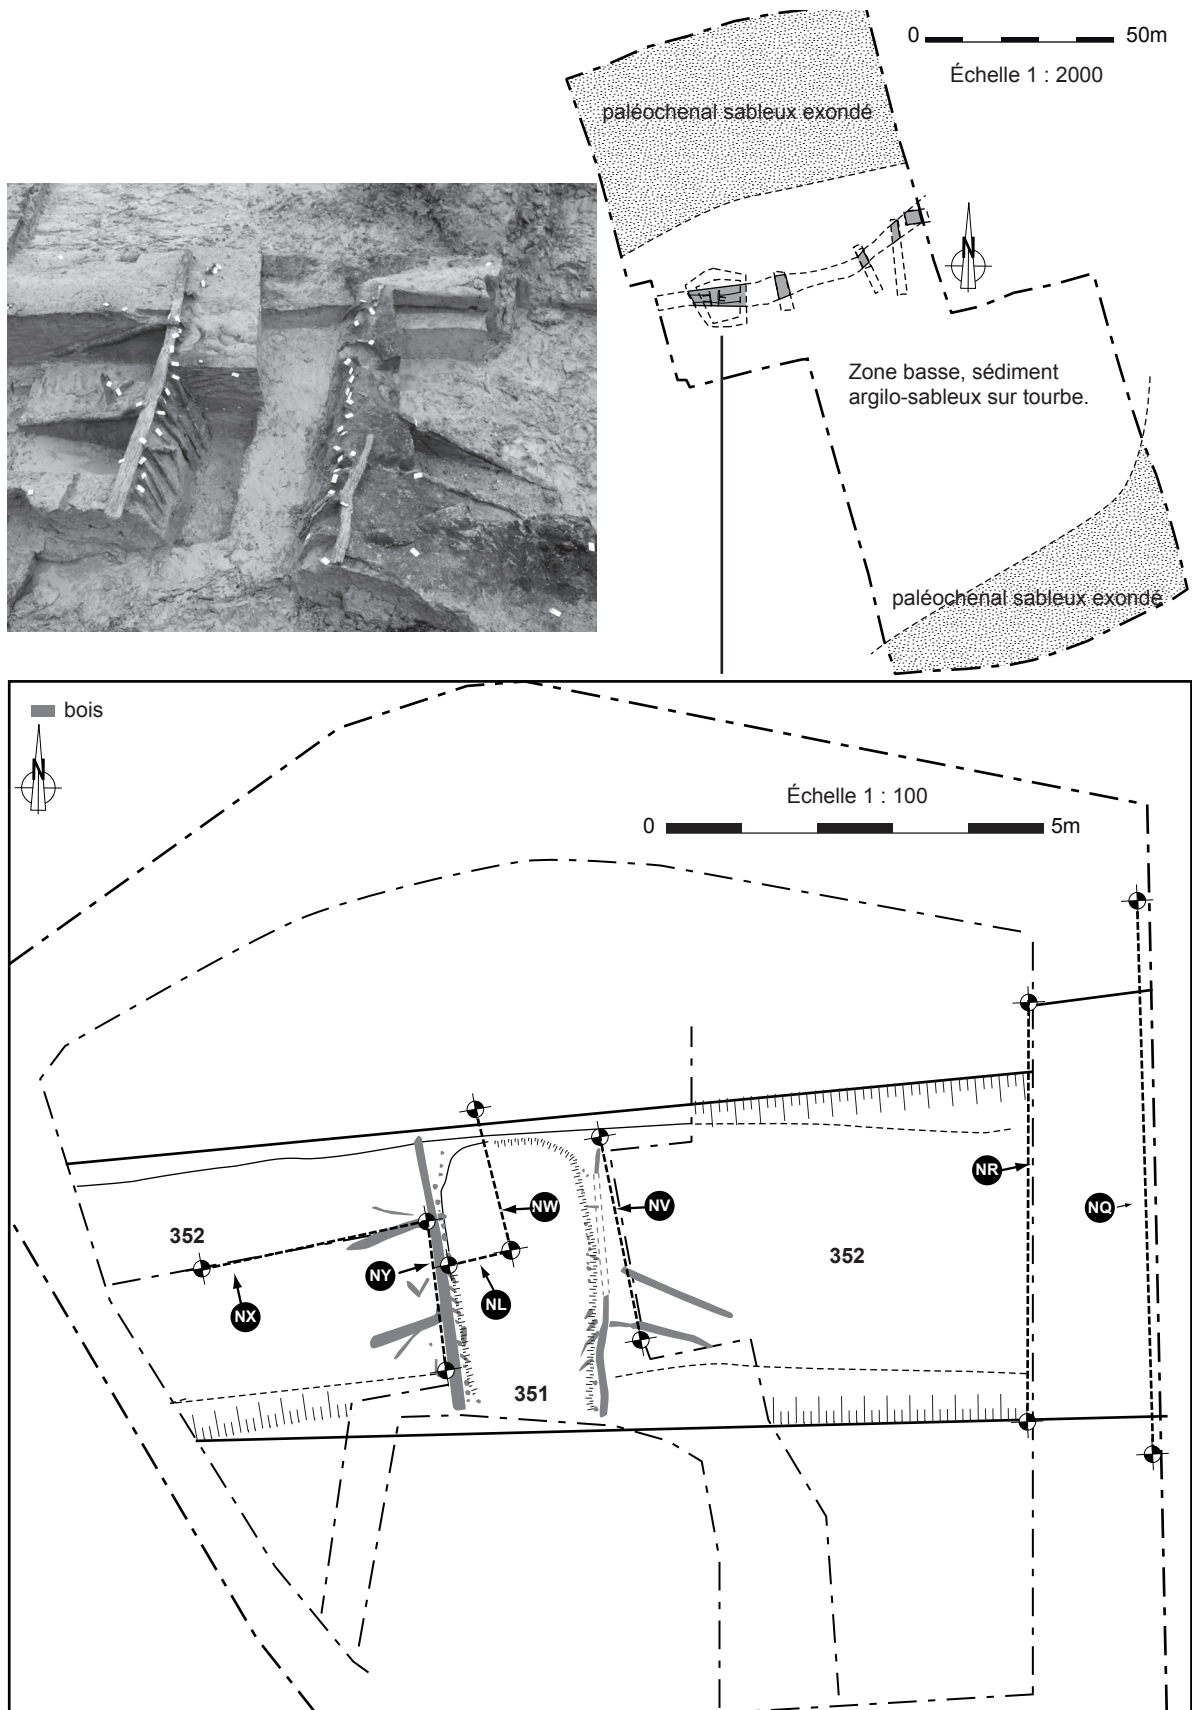 0 50m
Échelle 1 : 2000
paléochenal sableux exondé
N
Zone basse, sédiment
argilo-sableux sur tourbe.
paléochenal sableux exondé
bois
N
Échelle 1 : 100
0 5m
NR
NW
NV
NQ
352
352
NY
NX
NL
351